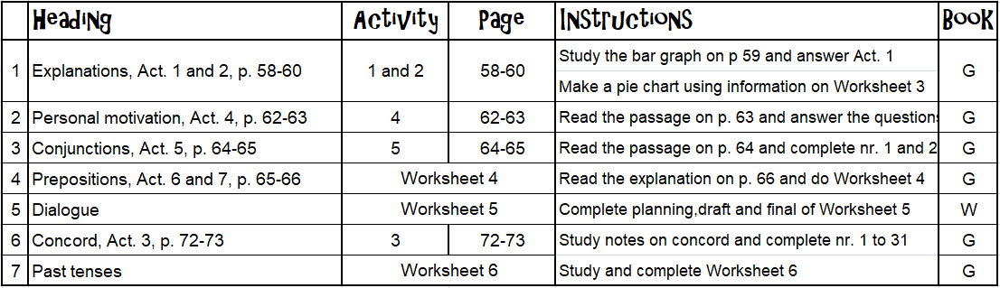 Heading Activity Page Instructions Book
1 Explanations, Act. 1 and 2, p. 58-60 1 and 2 58-60 Study the bar graph on p 59 and answer Act. 1 G
Make a pie chart using information on Worksheet 3
2 Personal motivation, Act. 4, p. 62-63 4 62-63 Read the passage on p. 63 and answer the questions G
3 Conjunctions, Act. 5, p. 64-65 5 64-65 Read the passage on p. 64 and complete nr. 1 and 2 G
4 Prepositions, Act. 6 and 7, p. 65-66 Worksheet 4 Read the explanation on p. 66 and do Worksheet 4 G
5 Dialogue Worksheet 5 Complete planning,draft and final of Worksheet 5 W
6 Concord, Act. 3, p. 72-73 3 72-73 Study notes on concord and complete nr. 1 to 31 G
7 Past tenses Worksheet 6 Study and complete Worksheet 6 G